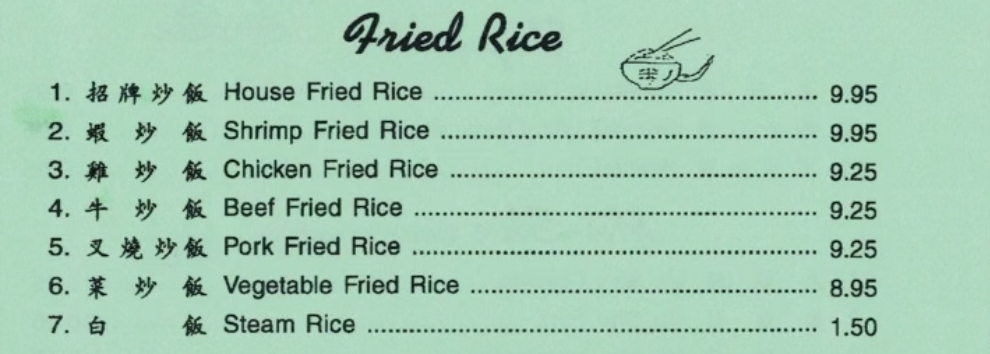 Fried Rice
1. 招牌炒飯 House Fried Rice ........................................................ 9.95
2. 蝦炒飯 Shrimp Fried Rice ....................................................... 9.95
3. 雞炒飯 Chicken Fried Rice ...................................................... 9.25
4. 牛炒飯 Beef Fried Rice ........................................................... 9.25
5. 叉燒炒飯 Pork Fried Rice ........................................................... 9.25
6. 菜炒飯 Vegetable Fried Rice ................................................... 8.95
7. 白飯 Steam Rice .................................................................. 1.50